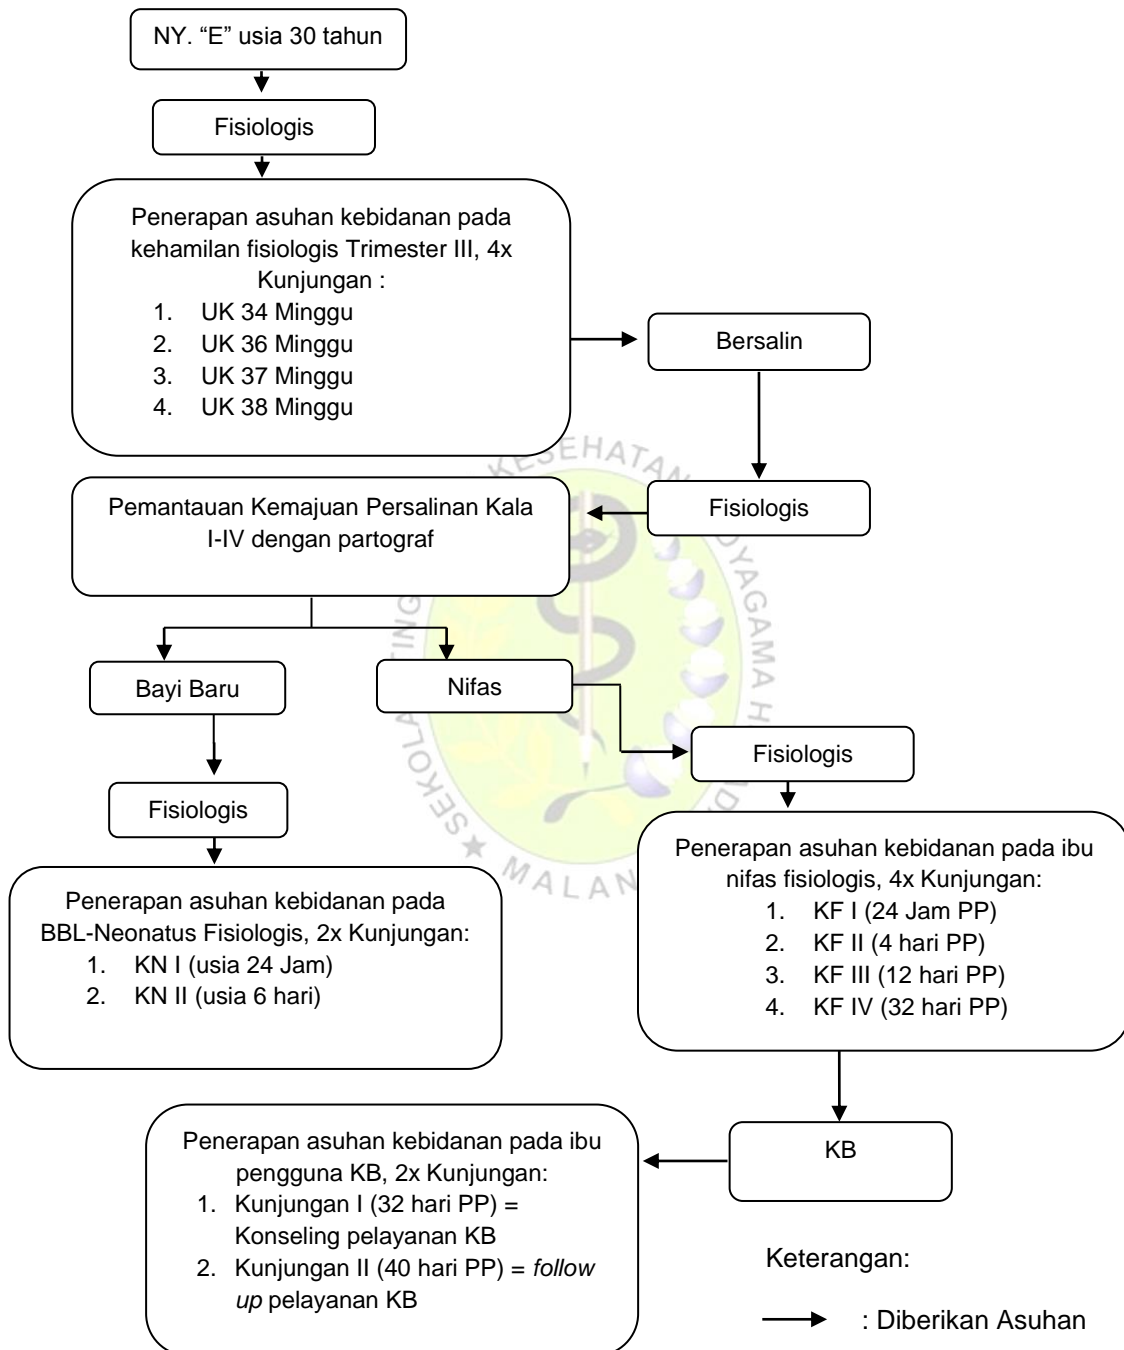 NY. “E” usia 30 tahun
Fisiologis
Penerapan asuhan kebidanan pada
kehamilan fisiologis Trimester III, 4x
Kunjungan :
1. UK 34 Minggu
2. UK 36 Minggu
3. UK 37 Minggu
4. UK 38 Minggu
Bersalin
Fisiologis
Pemantauan Kemajuan Persalinan Kala
I-IV dengan partograf
Bayi Baru
Nifas
Fisiologis
Fisiologis
Penerapan asuhan kebidanan pada
BBL-Neonatus Fisiologis, 2x Kunjungan:
1. KN I (usia 24 Jam)
2. KN II (usia 6 hari)
Penerapan asuhan kebidanan pada ibu
nifas fisiologis, 4x Kunjungan:
1. KF I (24 Jam PP)
2. KF II (4 hari PP)
3. KF III (12 hari PP)
4. KF IV (32 hari PP)
KB
Penerapan asuhan kebidanan pada ibu
pengguna KB, 2x Kunjungan:
1. Kunjungan I (32 hari PP) =
Konseling pelayanan KB
2. Kunjungan II (40 hari PP) = follow
up pelayanan KB
Keterangan:
: Diberikan Asuhan
KESEHATAN